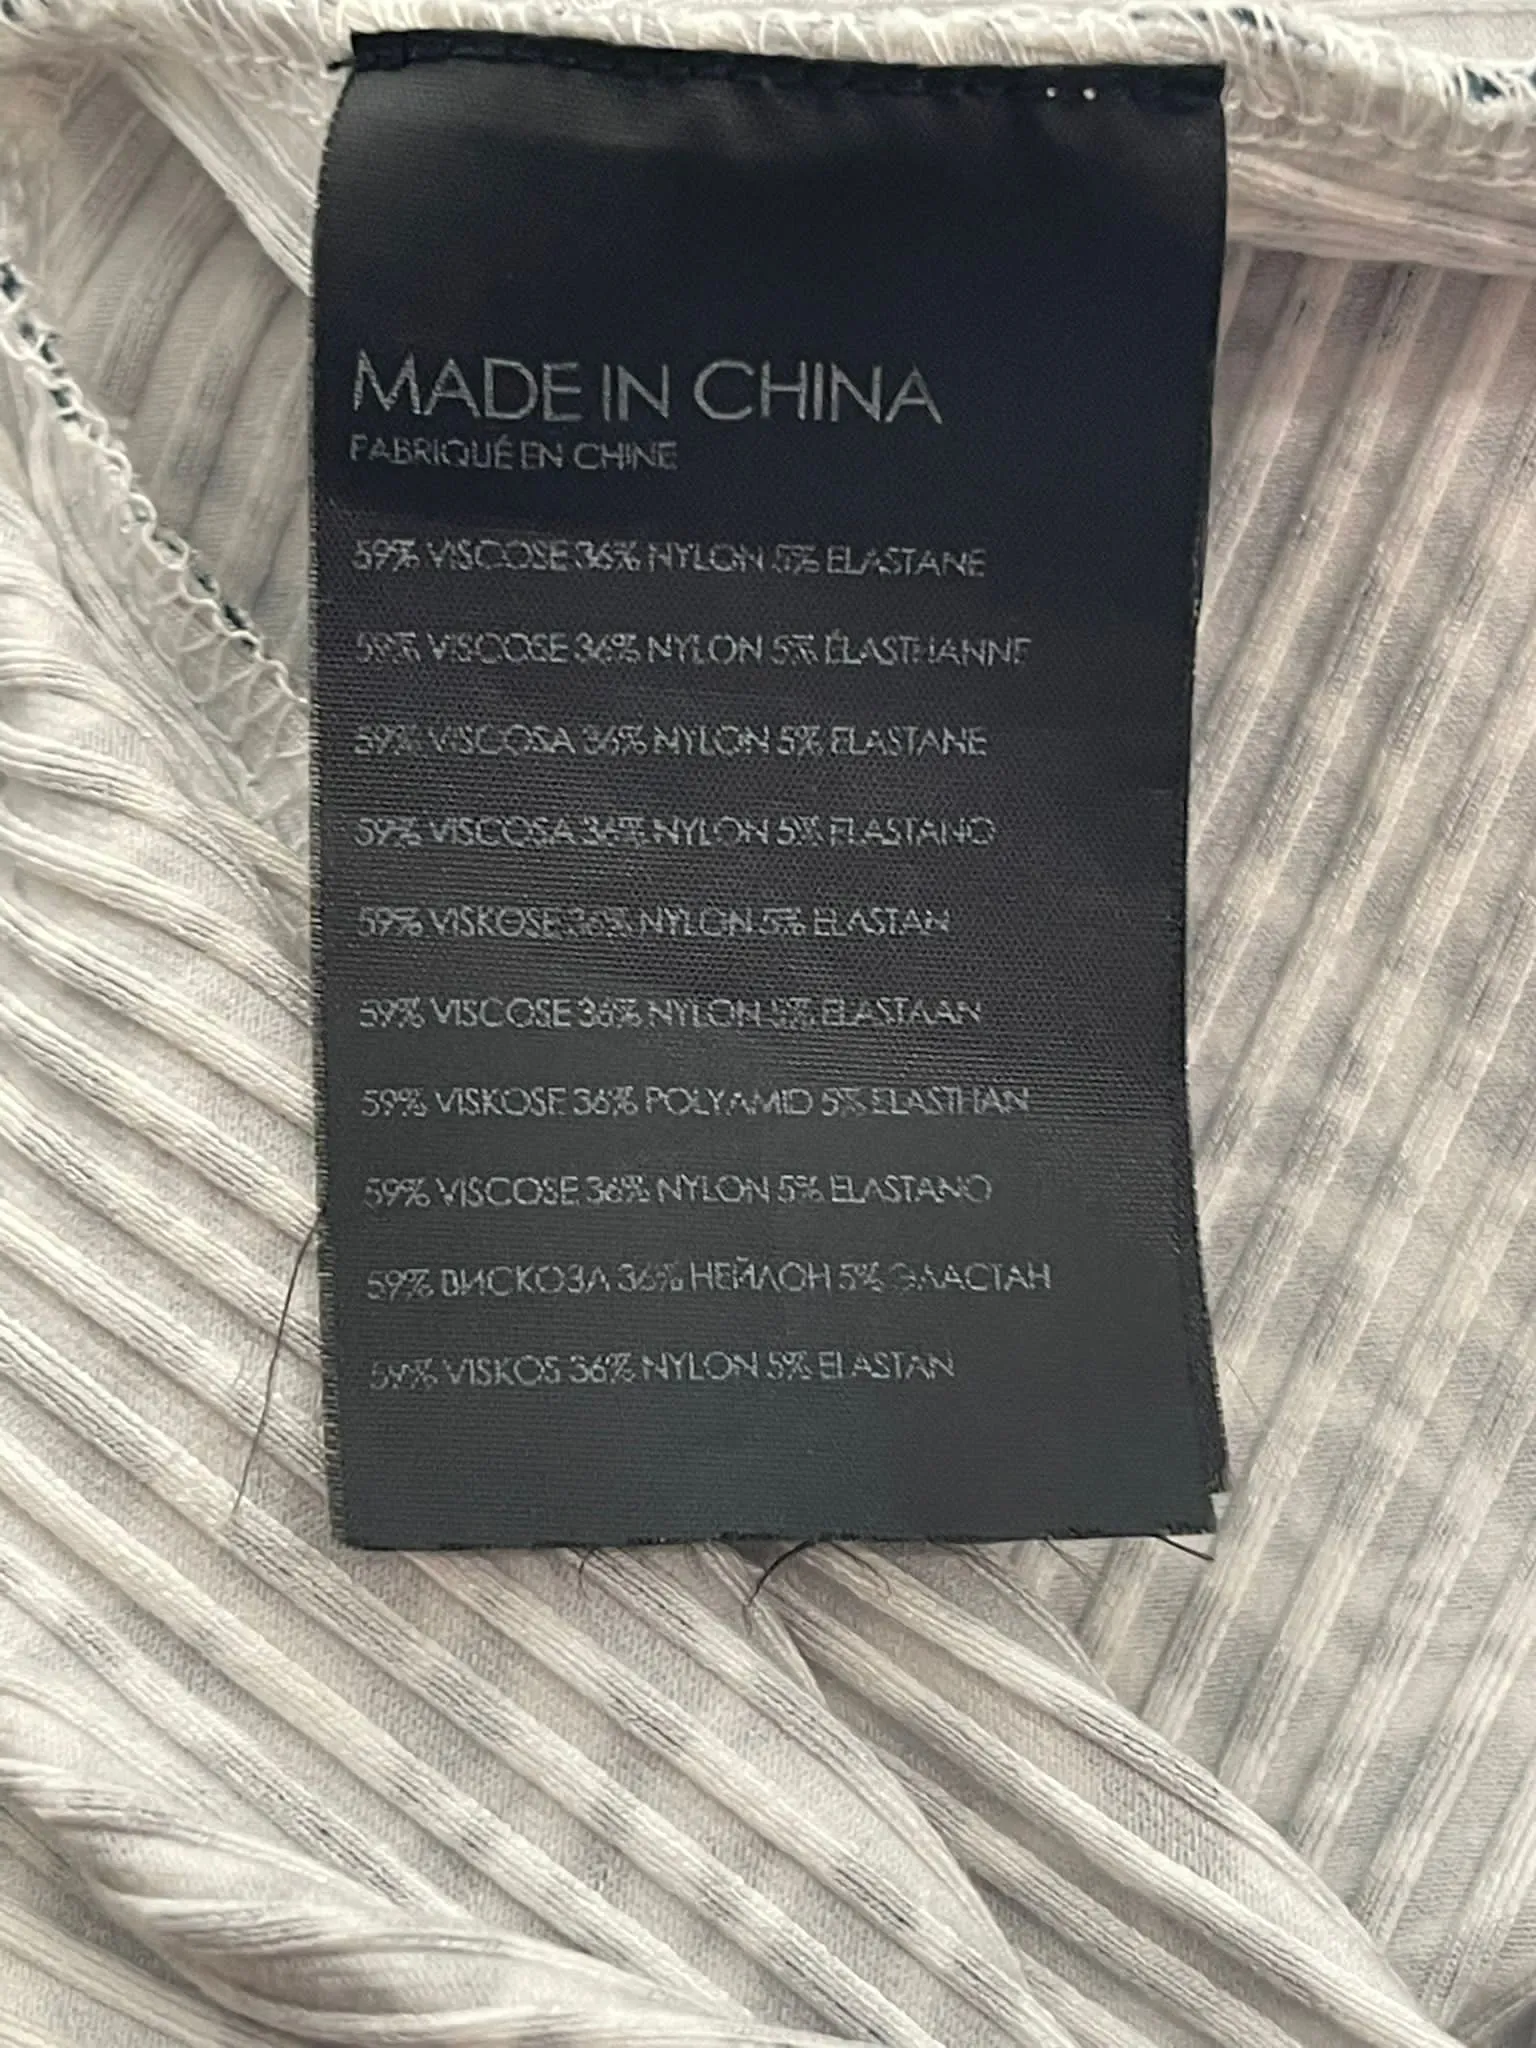 MADE IN CHINA
FABRIQUÉ EN CHINE
59% VISCOSE 36% NYLON 5% ELASTANE
59% VISCOSE 36% NYLON 5% ÉLASTHANNE
59% VISCOSA 36% NYLON 5% ELASTANE
59% VISCOSA 36% NYLON 5% ELASTANO
59% VISKOSE 36% NYLON 5% ELASTAN
59% VISCOSE 36% NYLON 5% ELASTAAN
59% VISKOSE 36% POLYAMID 5% ELASTHAN
59% VISCOSE 36% NYLON 5% ELASTANO
59% ВИСКОЗА 36% НЕЙЛОН 5% ЭЛАСТАН
59% VISKOS 36% NYLON 5% ELASTAN